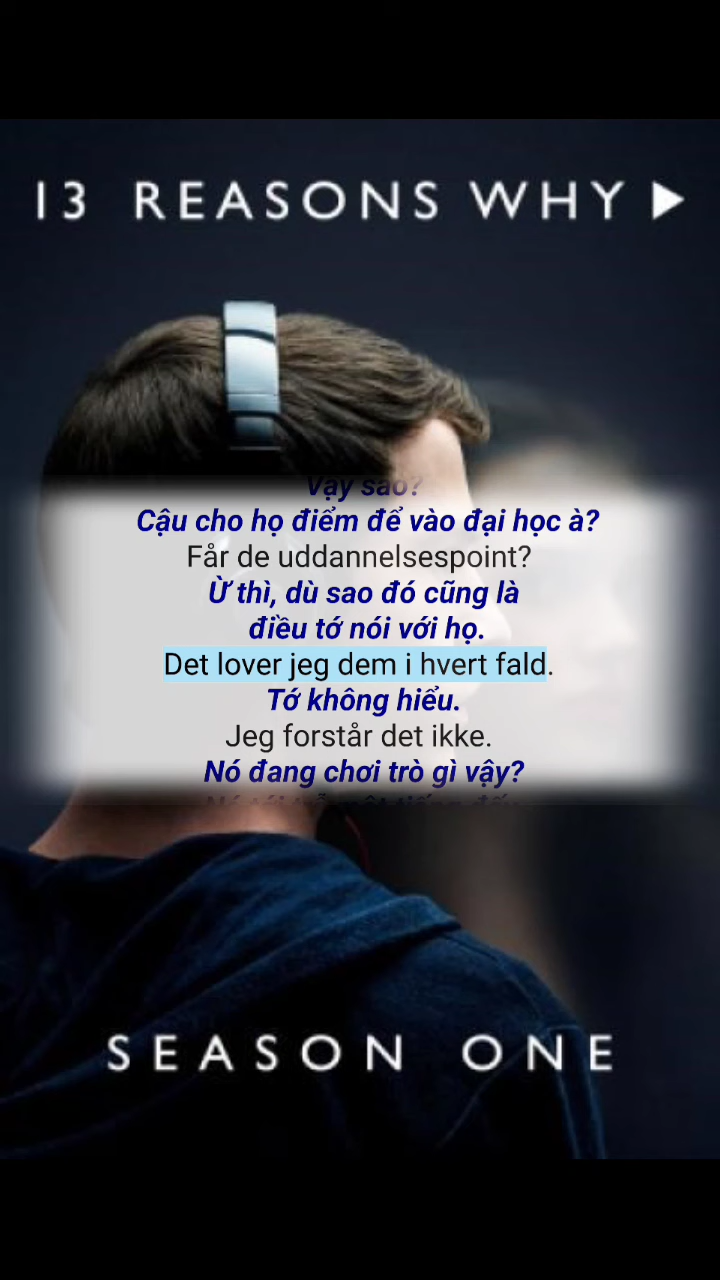 13 REASONS WHY
Vậy sao?
Cậu cho họ điểm để vào đại học à?
Får de uddannelsespoint?
Ừ thì, dù sao đó cũng là
điều tớ nói với họ.
Det lover jeg dem i hvert fald.
Tớ không hiểu.
Jeg forstår det ikke.
Nó đang chơi trò gì vậy?
SEASON ONE